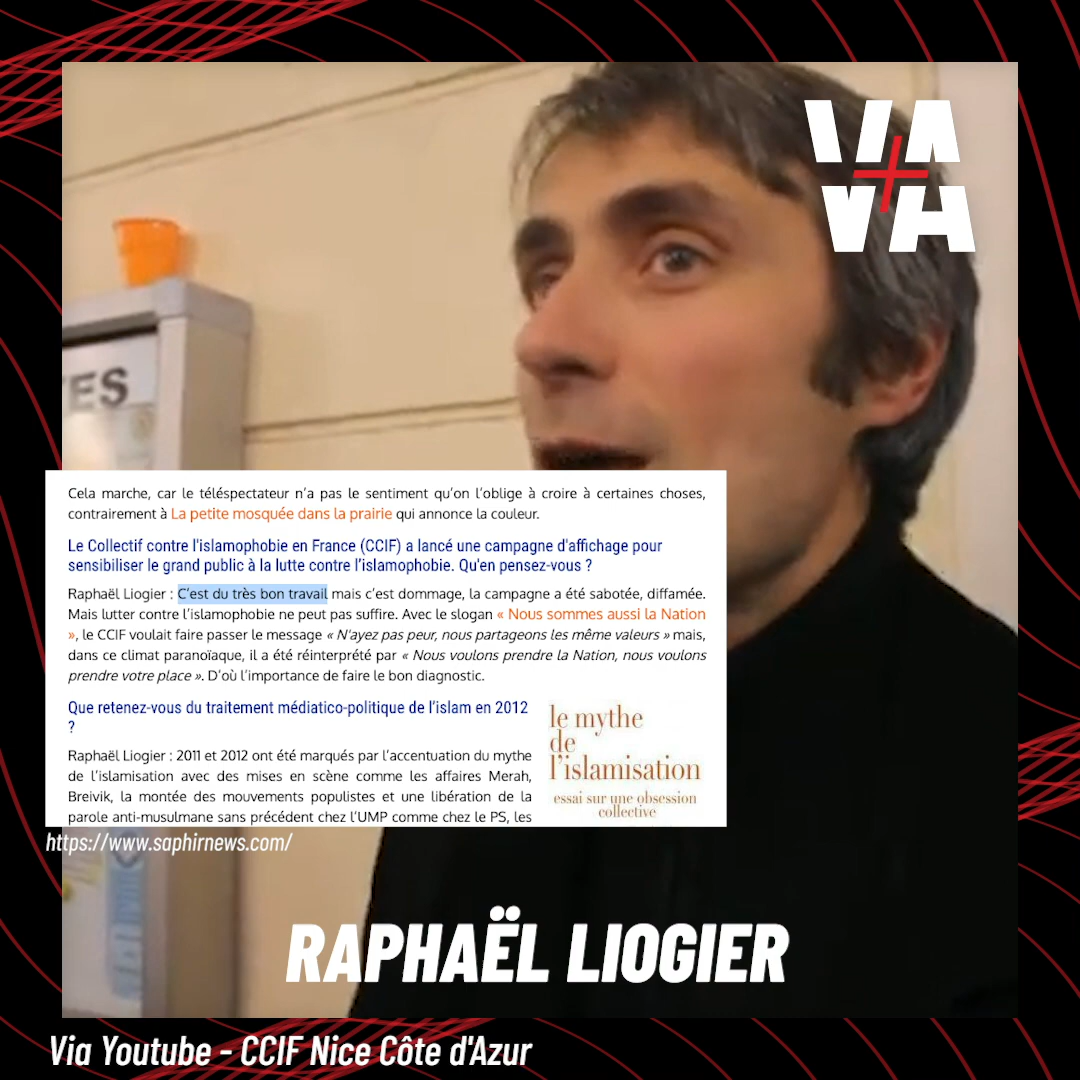 VA
+
VA
TES
Cela marche, car le téléspectateur n'a pas le sentiment qu'on l'oblige à croire à certaines choses,
contrairement à La petite mosquée dans la prairie qui annonce la couleur.
Le Collectif contre l'islamophobie en France (CCIF) a lancé une campagne d'affichage pour
sensibiliser le grand public à la lutte contre l'islamophobie. Qu'en pensez-vous ?
Raphaël Liogier : C'est du très bon travail mais c'est dommage, la campagne a été sabotée, diffamée.
Mais lutter contre l'islamophobie ne peut pas suffire. Avec le slogan « Nous sommes aussi la Nation
», le CCIF voulait faire passer le message « N'ayez pas peur, nous partageons les même valeurs » mais,
dans ce climat paranoïaque, il a été réinterprété par « Nous voulons prendre la Nation, nous voulons
prendre votre place ». D'où l'importance de faire le bon diagnostic.
Que retenez-vous du traitement médiatico-politique de l'islam en 2012
?
Raphaël Liogier : 2011 et 2012 ont été marqués par l'accentuation du mythe
de l'islamisation avec des mises en scène comme les affaires Merah,
Breivik, la montée des mouvements populistes et une libération de la
parole anti-musulmane sans précédent chez l'UMP comme chez le PS, les
le mythe
de
l'islamisation
essai sur une obsession
collective
https://www.saphirnews.com/
RAPHAËL LIOGIER
Via Youtube - CCIF Nice Côte d'Azur